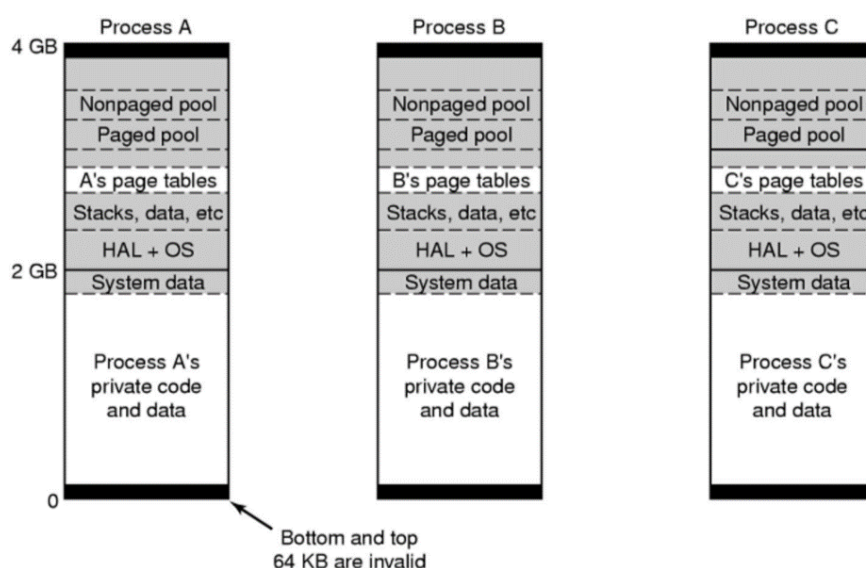 Process A
4 GB
Nonpaged pool
Paged pool
A's page tables
Stacks, data, etc
HAL + OS
2 GB
System data
Process A's
private code
and data
0
Bottom and top
64 KB are invalid
Process B
Nonpaged pool
Paged pool
B's page tables
Stacks, data, etc
HAL + OS
System data
Process B's
private code
and data
Process C
Nonpaged pool
Paged pool
C's page tables
Stacks, data, etc
HAL + OS
System data
Process C's
private code
and data